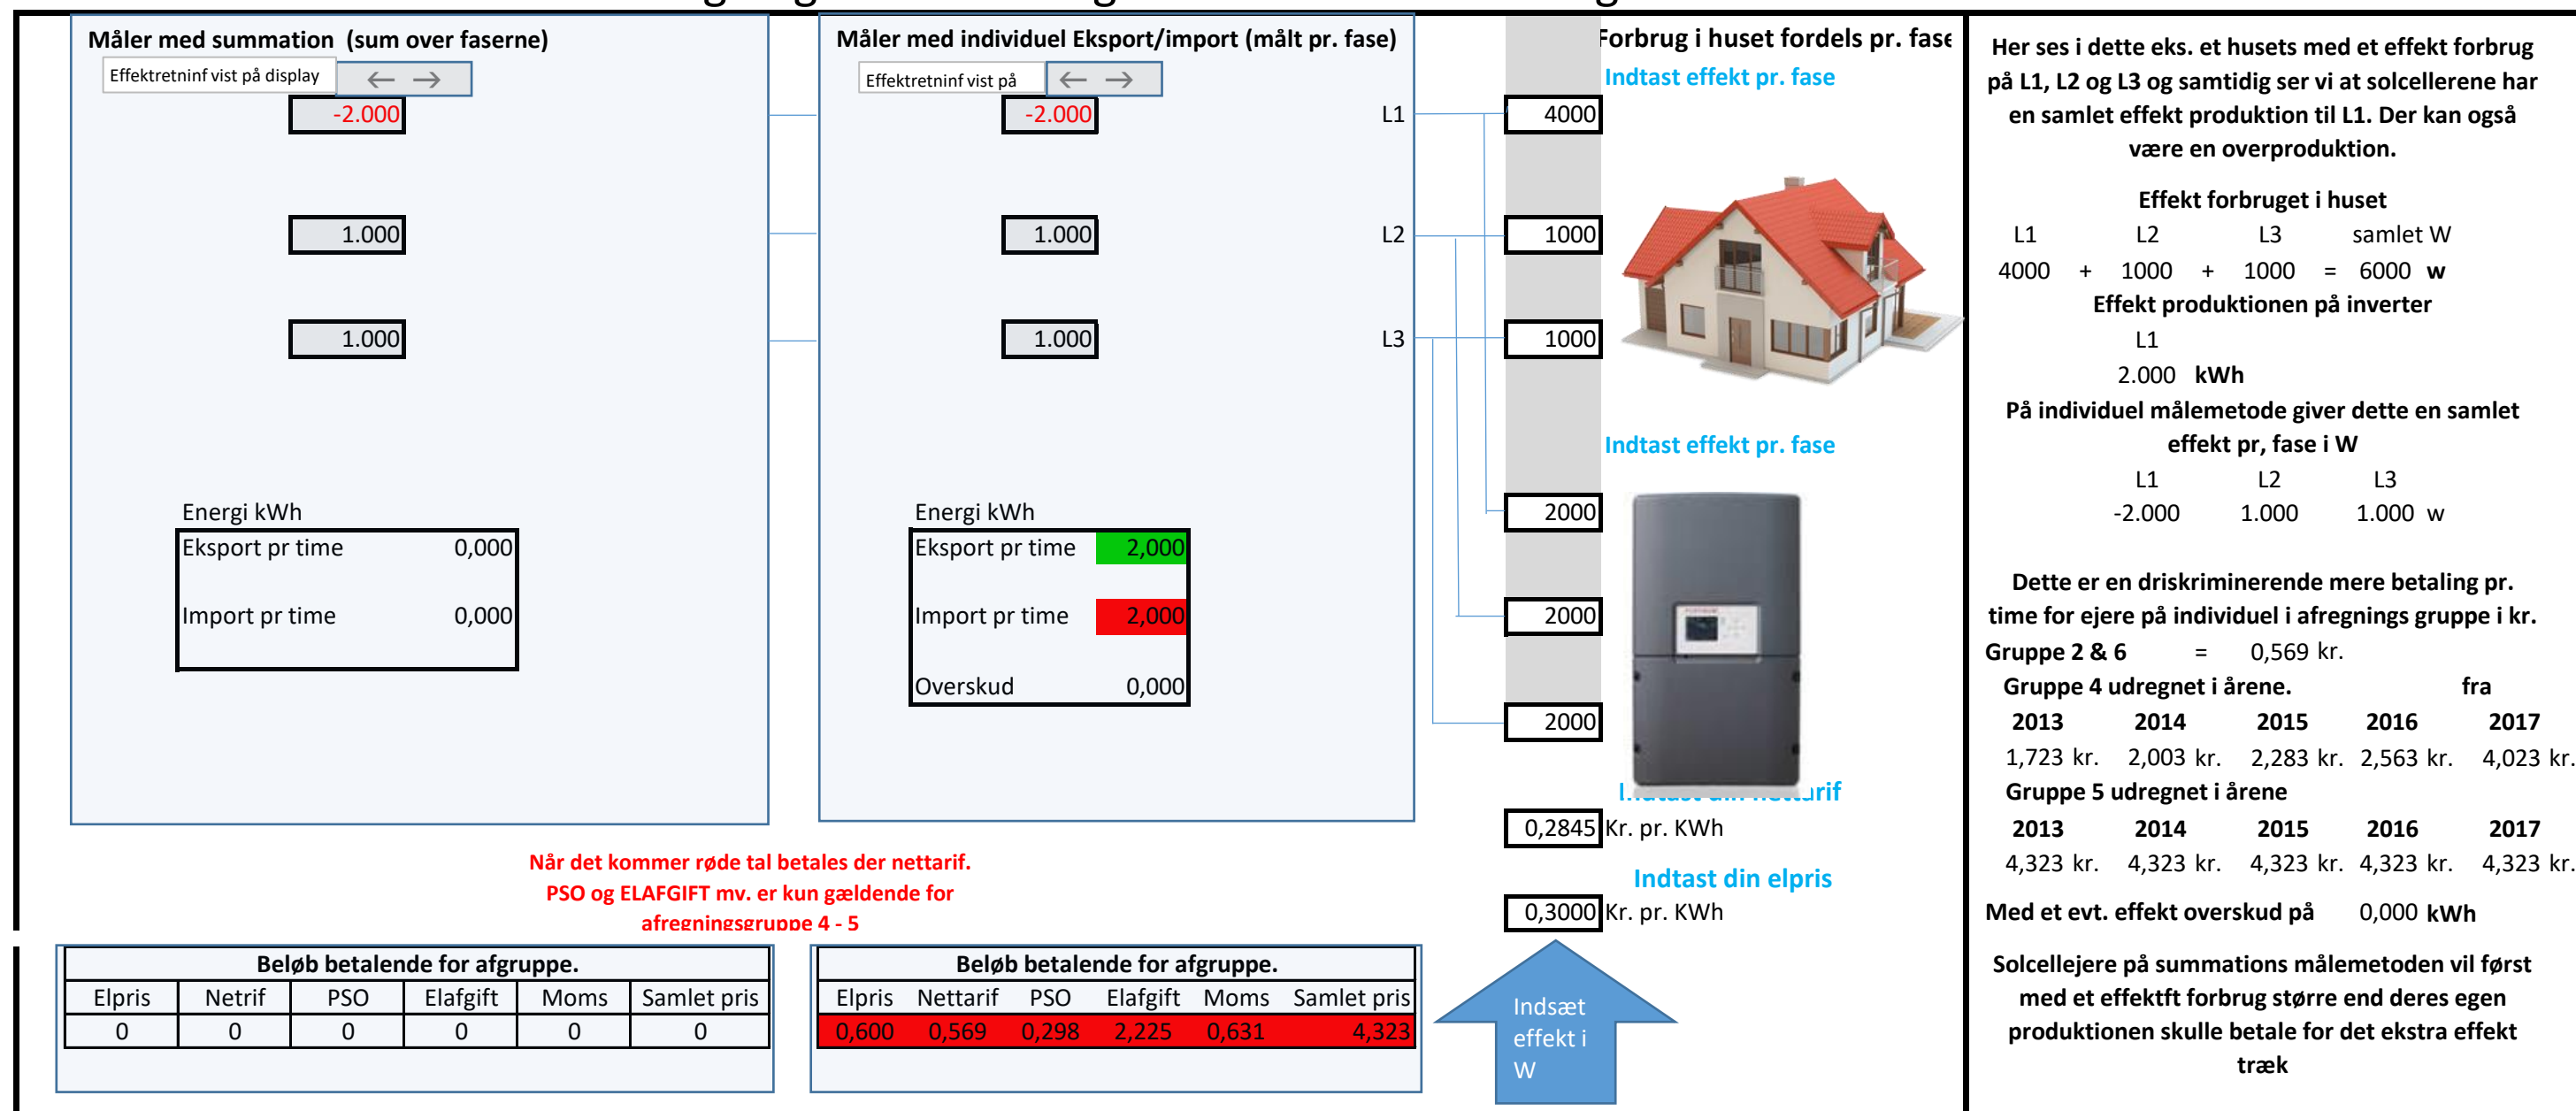 Måler med summation (sum over faserne)
Effektretninf vist på display ← →
-2.000
1.000
1.000
Energi kWh
Eksport pr time 0,000
Import pr time 0,000
Måler med individuel Eksport/import (målt pr. fase)
Effektretninf vist på ← →
-2.000 L1
1.000 L2
1.000 L3
Energi kWh
Eksport pr time 2,000
Import pr time 2,000
Overskud 0,000
Forbrug i huset fordels pr. fase
Indtast effekt pr. fase
4000
1000
1000
Indtast effekt pr. fase
2000
2000
2000
Indtast din nettarif
0,2845 Kr. pr. KWh
Indtast din elpris
0,3000 Kr. pr. KWh
Indsæt
effekt i
W
Når det kommer røde tal betales der nettarif.
PSO og ELAFGIFT mv. er kun gældende for
afregningsgruppe 4 - 5
Beløb betalende for afgruppe.
Elpris Netrif PSO Elafgift Moms Samlet pris
0 0 0 0 0 0
Beløb betalende for afgruppe.
Elpris Nettarif PSO Elafgift Moms Samlet pris
0,600 0,569 0,298 2,225 0,631 4,323
Her ses i dette eks. et husets med et effekt forbrug
på L1, L2 og L3 og samtidig ser vi at solcellerene har
en samlet effekt produktion til L1. Der kan også
være en overproduktion.
Effekt forbruget i huset
L1 L2 L3 samlet W
4000 + 1000 + 1000 = 6000 w
Effekt produktionen på inverter
L1
2.000 kWh
På individuel målemetode giver dette en samlet
effekt pr, fase i W
L1 L2 L3
-2.000 1.000 1.000 w
Dette er en driskriminerende mere betaling pr.
time for ejere på individuel i afregnings gruppe i kr.
Gruppe 2 & 6 = 0,569 kr.
Gruppe 4 udregnet i årene. fra
2013 2014 2015 2016 2017
1,723 kr. 2,003 kr. 2,283 kr. 2,563 kr. 4,023 kr.
Gruppe 5 udregnet i årene
2013 2014 2015 2016 2017
4,323 kr. 4,323 kr. 4,323 kr. 4,323 kr. 4,323 kr.
Med et evt. effekt overskud på 0,000 kWh
Solcellejere på summations målemetoden vil først
med et effektft forbrug større end deres egen
produktionen skulle betale for det ekstra effekt
træk